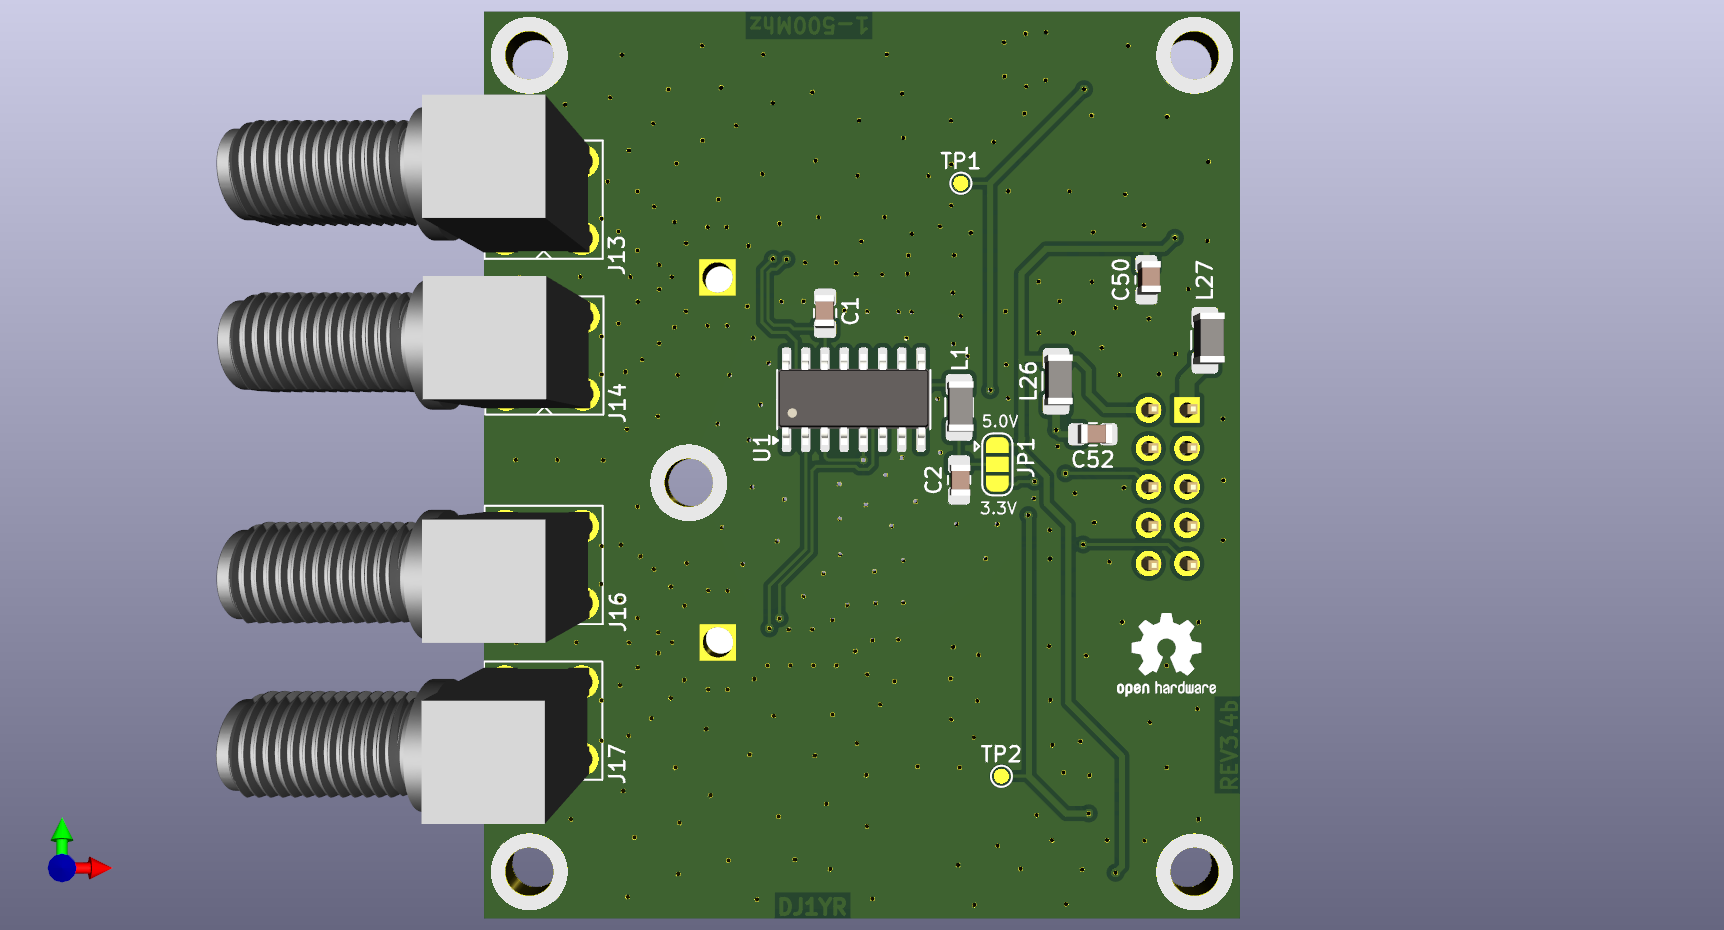 1-500Mhz
TP1
J13
C50
L27
C1
L1
L26
J14
5.0V
U1
JP1
C52
C2
3.3V
J16
open hardware
REV3.4b
TP2
J17
DJ1YR